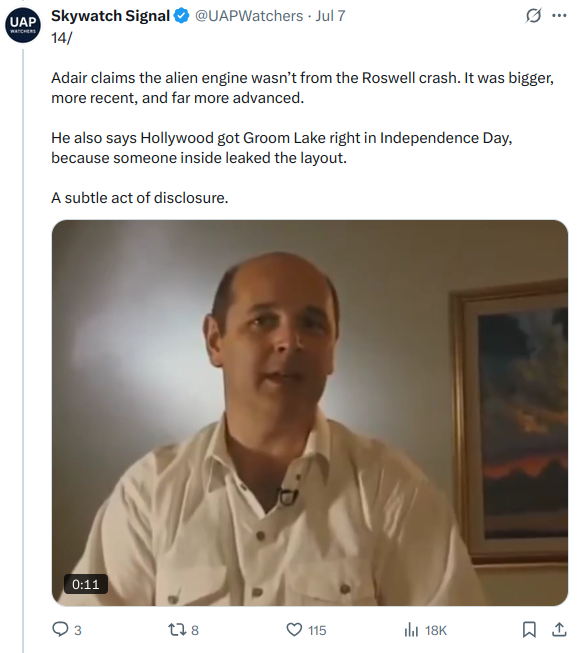 UAP
WATCHERS
Skywatch Signal @UAPWatchers · Jul 7
14/
Adair claims the alien engine wasn’t from the Roswell crash. It was bigger,
more recent, and far more advanced.
He also says Hollywood got Groom Lake right in Independence Day,
because someone inside leaked the layout.
A subtle act of disclosure.
0:11
3 8 115 18K